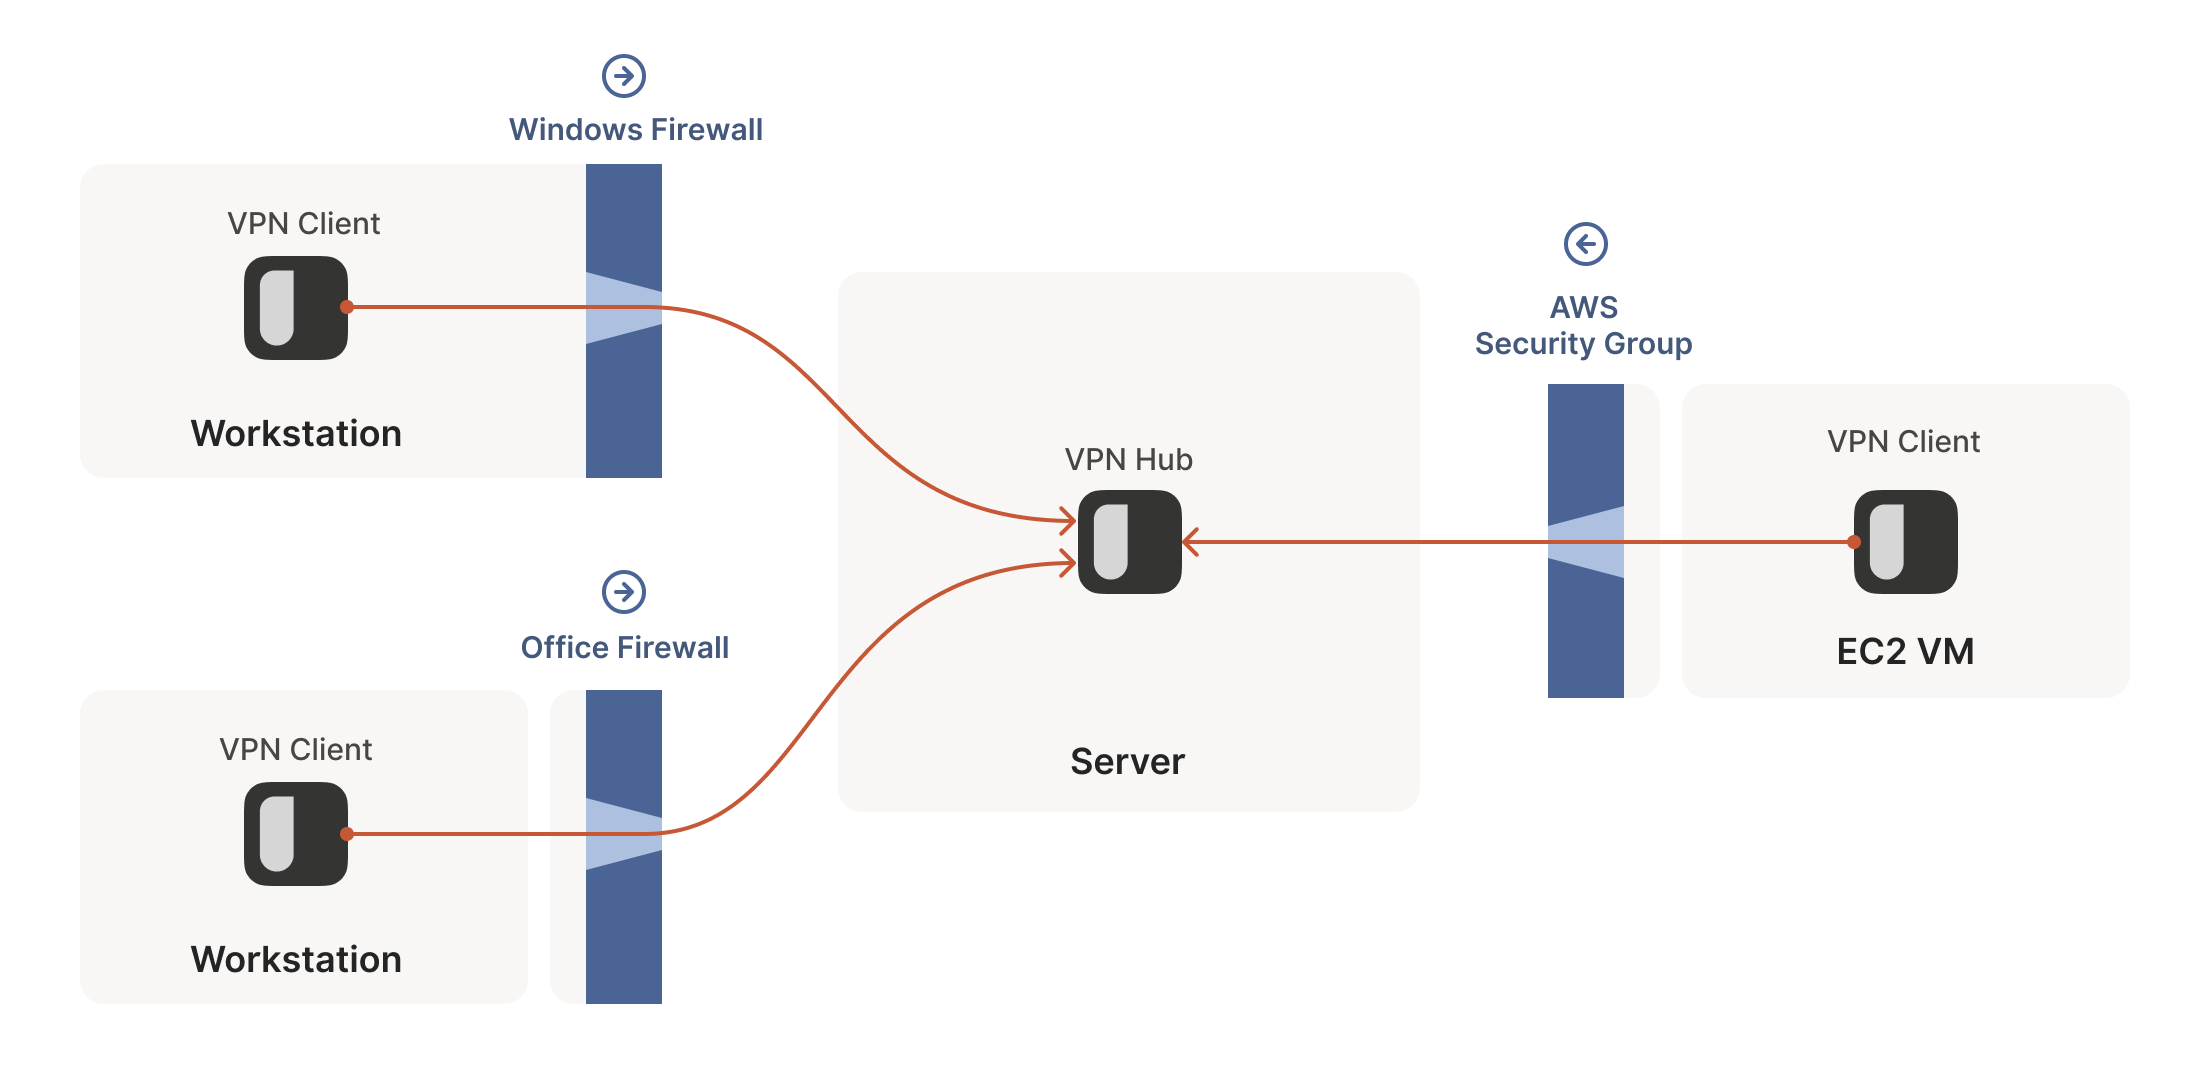 Windows Firewall
VPN Client
Workstation
Office Firewall
VPN Client
Workstation
VPN Hub
Server
AWS
Security Group
VPN Client
EC2 VM